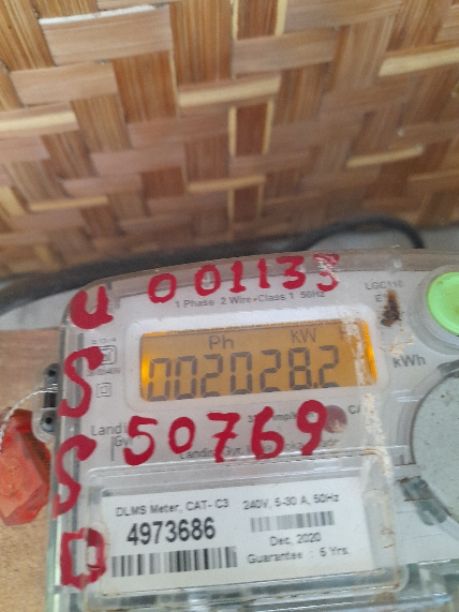 U 001135
1 Phase 2 Wire Class 1 50Hz
LGC110
Ph KW
002028.2
kWh
S 50769
S
D
DLMS Meter, CAT- C3
240V, 5-30 A, 50Hz
4973686
Dec, 2020
Guarantee : 5 Yrs.